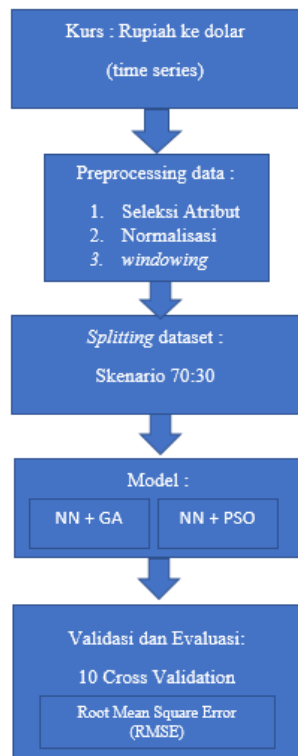 Kurs : Rupiah ke dolar
(time series)
Preprocessing data :
1. Seleksi Atribut
2. Normalisasi
3. windowing
Splitting dataset :
Skenario 70:30
Model :
NN + GA
NN + PSO
Validasi dan Evaluasi:
10 Cross Validation
Root Mean Square Error
(RMSE)